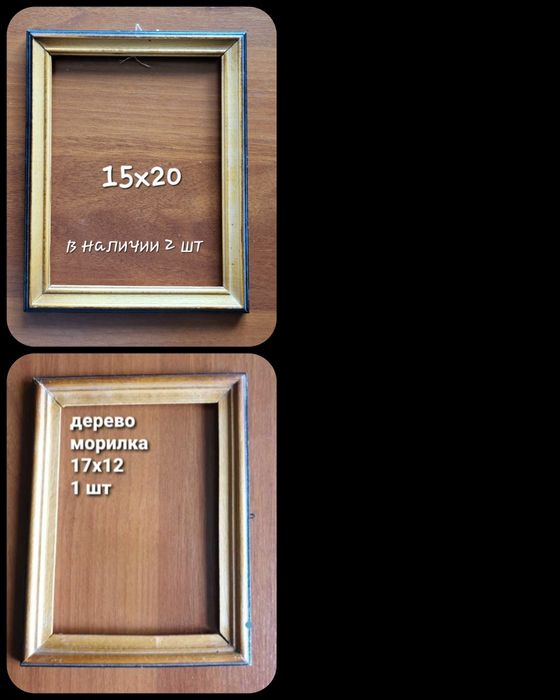 15x20
в наличии 2 шт
дерево
морилка
17x12
1 шт